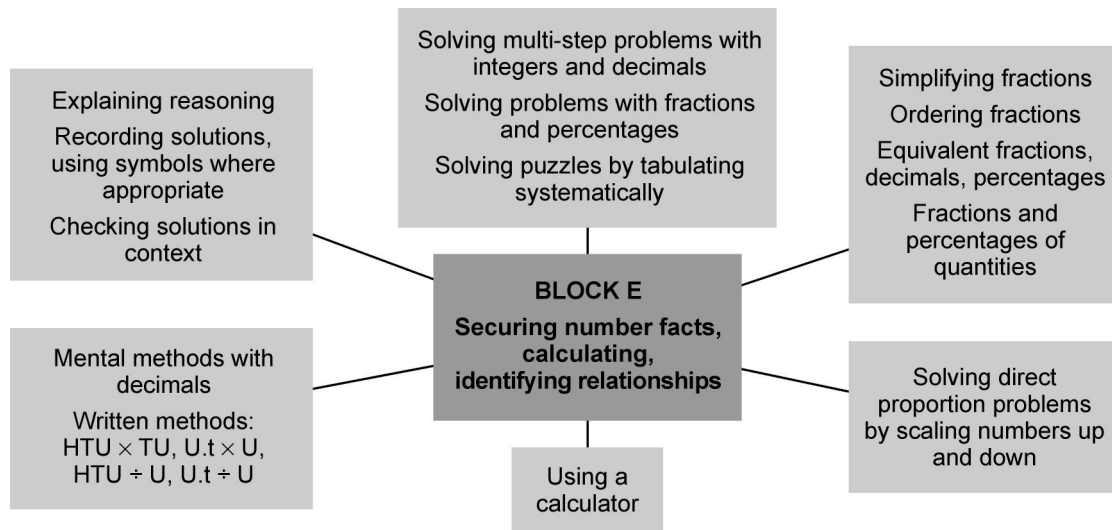 Explaining reasoning
Recording solutions,
using symbols where
appropriate
Checking solutions in
context
Solving multi-step problems with
integers and decimals
Solving problems with fractions
and percentages
Solving puzzles by tabulating
systematically
Simplifying fractions
Ordering fractions
Equivalent fractions,
decimals, percentages
Fractions and
percentages of
quantities
BLOCK E
Securing number facts,
calculating,
identifying relationships
Mental methods with
decimals
Written methods:
HTU × TU, U.t × U,
HTU ÷ U, U.t ÷ U
Using a
calculator
Solving direct
proportion problems
by scaling numbers up
and down